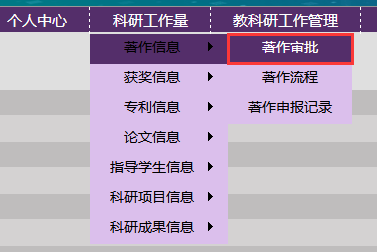 个人中心 科研工作量 教科研工作管理
著作信息 著作审批
获奖信息 著作流程
专利信息 著作申报记录
论文信息
指导学生信息
科研项目信息
科研成果信息